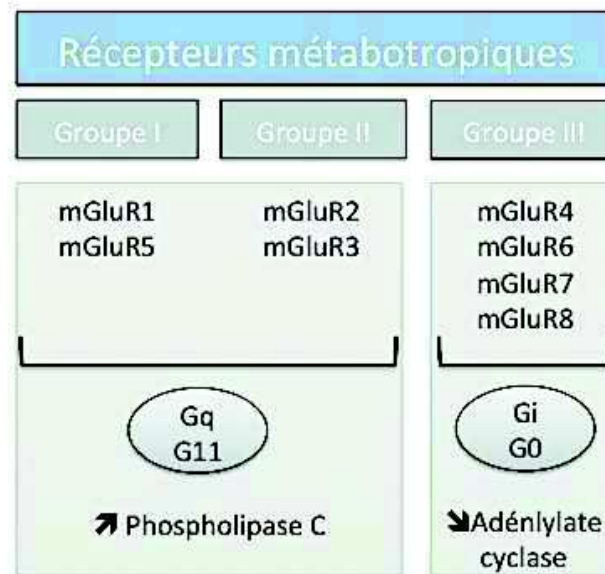 Récepteurs métabotropiques
Groupe I
Groupe II
Groupe III
mGluR1
mGluR5
mGluR2
mGluR3
mGluR4
mGluR6
mGluR7
mGluR8
Gq
G11
Gi
G0
↗ Phospholipase C
↘Adénlylate
cyclase